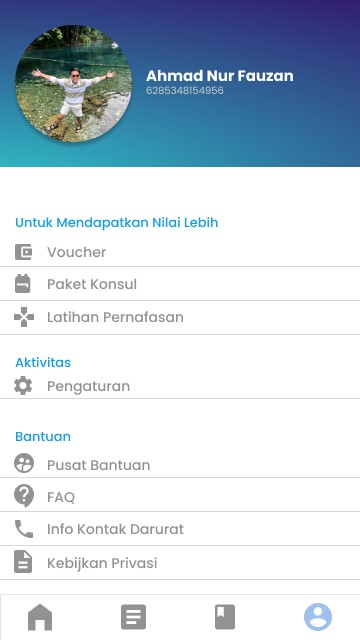 Ahmad Nur Fauzan
6285348154956
Untuk Mendapatkan Nilai Lebih
Voucher
Paket Konsul
Latihan Pernafasan
Aktivitas
Pengaturan
Bantuan
Pusat Bantuan
FAQ
Info Kontak Darurat
Kebijkan Privasi